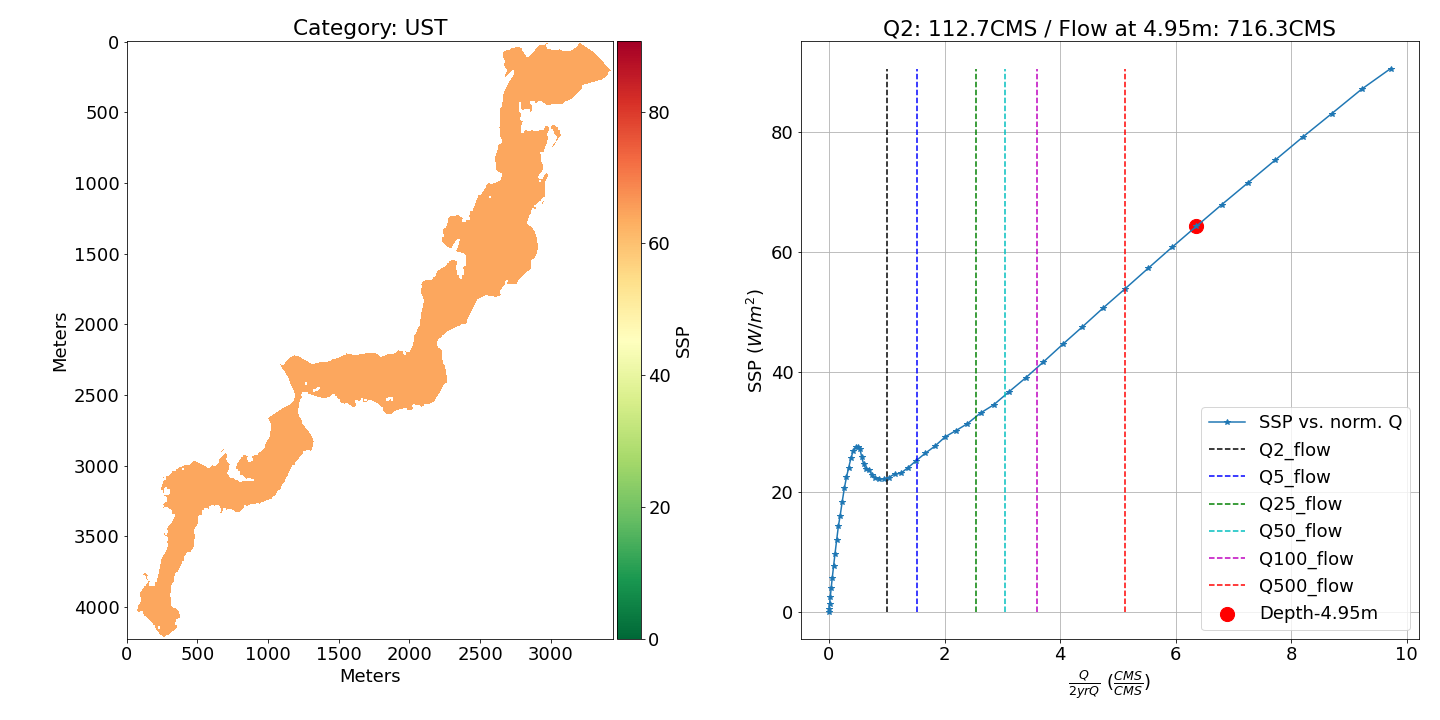 Category: UST
0
500
1000
1500
2000
2500
3000
3500
4000
Meters
0 500 1000 1500 2000 2500 3000
Meters
80
60
40
20
0
SSP
Q2: 112.7CMS / Flow at 4.95m: 716.3CMS
80
60
40
20
0
SSP (W/m²)
0 2 4 6 8 10
Q/2yrQ (CMS/CMS)
SSP vs. norm. Q
Q2_flow
Q5_flow
Q25_flow
Q50_flow
Q100_flow
Q500_flow
Depth-4.95m